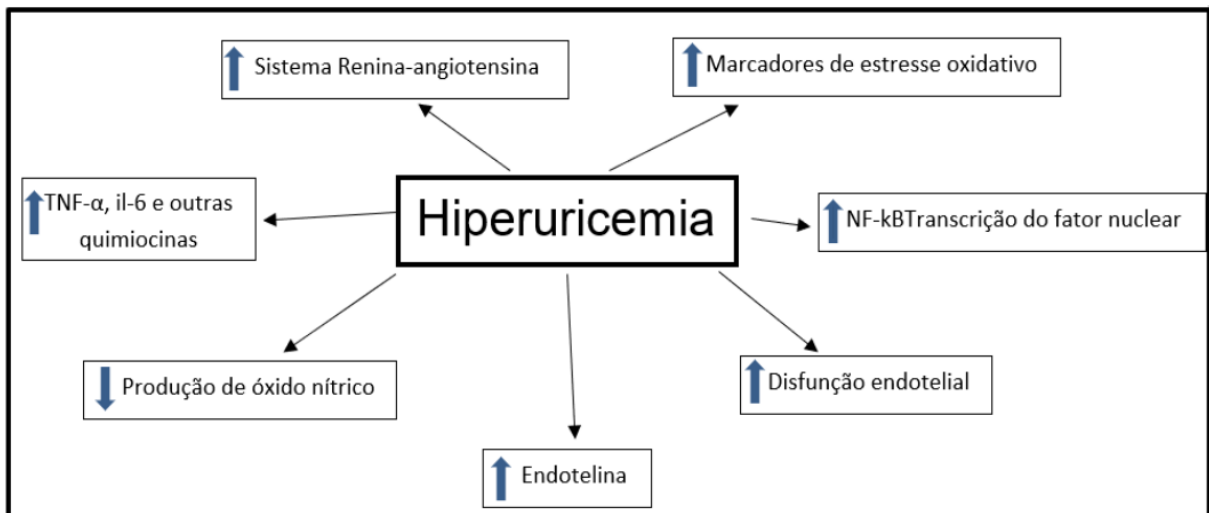 Sistema Renina-angiotensina
Marcadores de estresse oxidativo
TNF-α, il-6 e outras
quimiocinas
Hiperuricemia
NF-kBTranscrição do fator nuclear
Produção de óxido nítrico
Disfunção endotelial
Endotelina